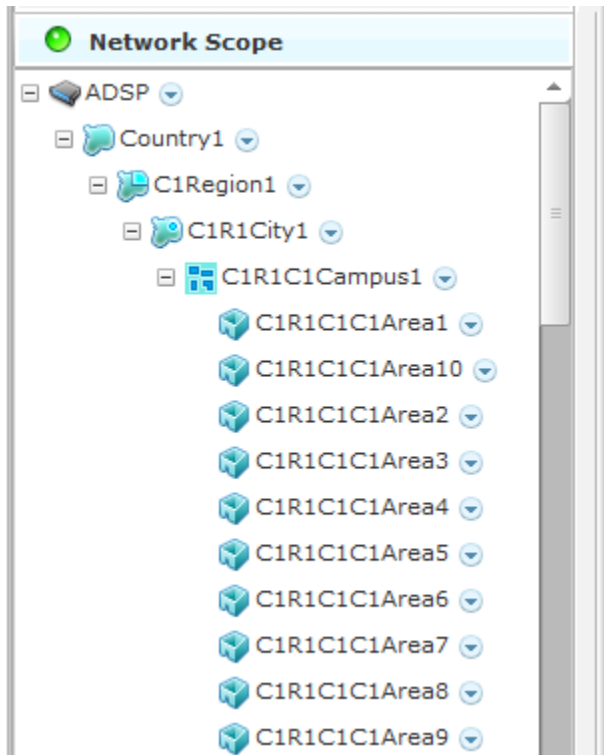 Network Scope
ADSP
Country1
C1Region1
C1R1City1
C1R1C1Campus1
C1R1C1C1Area1
C1R1C1C1Area10
C1R1C1C1Area2
C1R1C1C1Area3
C1R1C1C1Area4
C1R1C1C1Area5
C1R1C1C1Area6
C1R1C1C1Area7
C1R1C1C1Area8
C1R1C1C1Area9